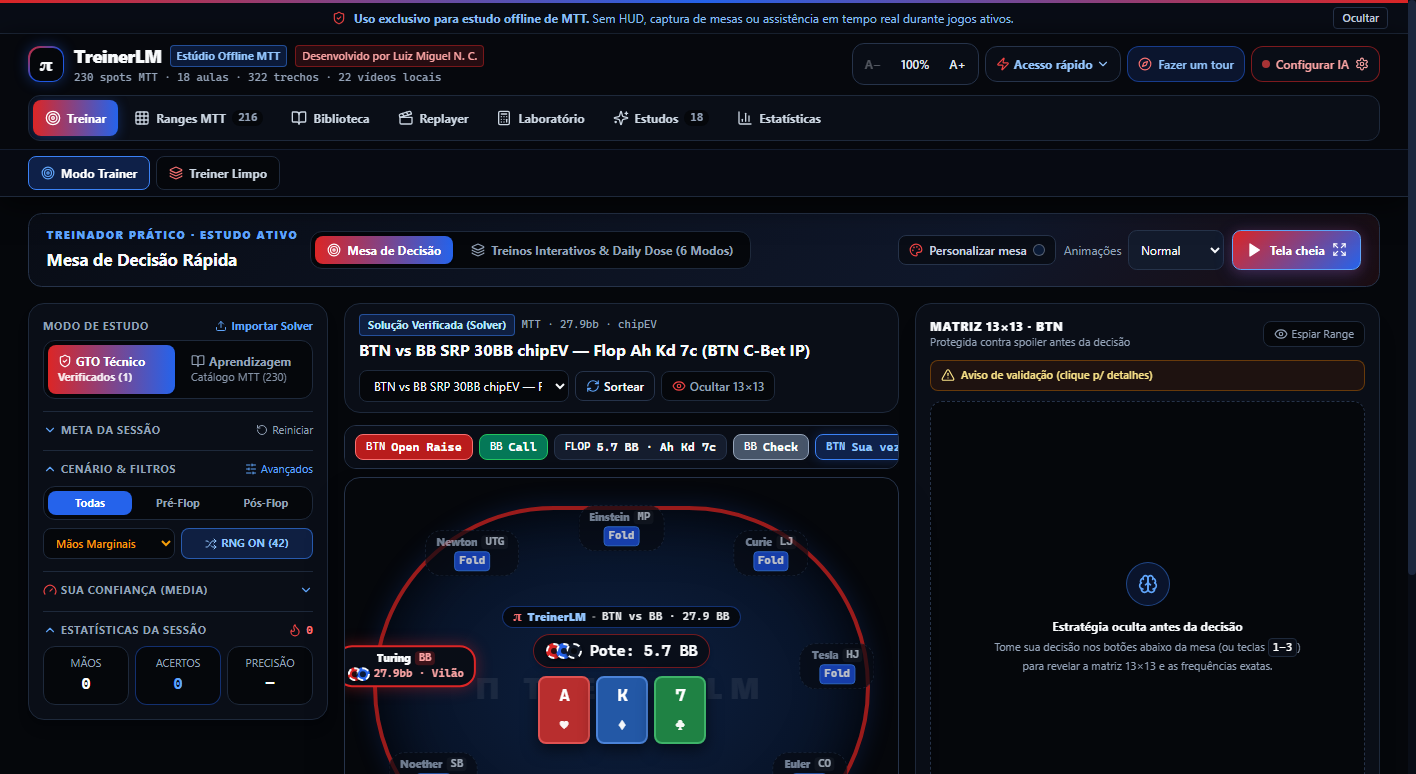 Uso exclusivo para estudo offline de MTT. Sem HUD, captura de mesas ou assistência em tempo real durante jogos ativos.
Ocultar
π
TreinerLM
Estúdio Offline MTT
Desenvolvido por Luiz Miguel N. C.
230 spots MTT · 18 aulas · 322 trechos · 22 vídeos locais
A−
100%
A+
Acesso rápido
Fazer um tour
Configurar IA
Treinar
Ranges MTT 216
Biblioteca
Replayer
Laboratório
Estudos 18
Estatísticas
Modo Trainer
Treiner Limpo
TREINADOR PRÁTICO · ESTUDO ATIVO
Mesa de Decisão Rápida
Mesa de Decisão
Treinos Interativos & Daily Dose (6 Modos)
Personalizar mesa
Animações
Normal
Tela cheia
MODO DE ESTUDO
Importar Solver
GTO Técnico
Verificados (1)
Aprendizagem
Catálogo MTT (230)
META DA SESSÃO
Reiniciar
CENÁRIO & FILTROS
Avançados
Todas
Pré-Flop
Pós-Flop
Mãos Marginais
RNG ON (42)
SUA CONFIANÇA (MEDIA)
ESTATÍSTICAS DA SESSÃO
0
MÃOS
0
ACERTOS
0
PRECISÃO
—
Solução Verificada (Solver)
MTT · 27.9bb · chipEV
BTN vs BB SRP 30BB chipEV — Flop Ah Kd 7c (BTN C-Bet IP)
BTN vs BB SRP 30BB chipEV — F
Sortear
Ocultar 13×13
BTN Open Raise
BB Call
FLOP 5.7 BB · Ah Kd 7c
BB Check
BTN Sua vez
Einstein MP
Fold
Newton UTG
Fold
Curie LJ
Fold
π TreinerLM - BTN vs BB · 27.9 BB
Pote: 5.7 BB
Turing BB
27.9bb · Vilão
Tesla HJ
Fold
A
♥
K
♦
7
♣
Noether SB
Euler CO
MATRIZ 13×13 · BTN
Protegida contra spoiler antes da decisão
Espiar Range
Aviso de validação (clique p/ detalhes)
Estratégia oculta antes da decisão
Tome sua decisão nos botões abaixo da mesa (ou teclas 1–3)
para revelar a matriz 13×13 e as frequências exatas.